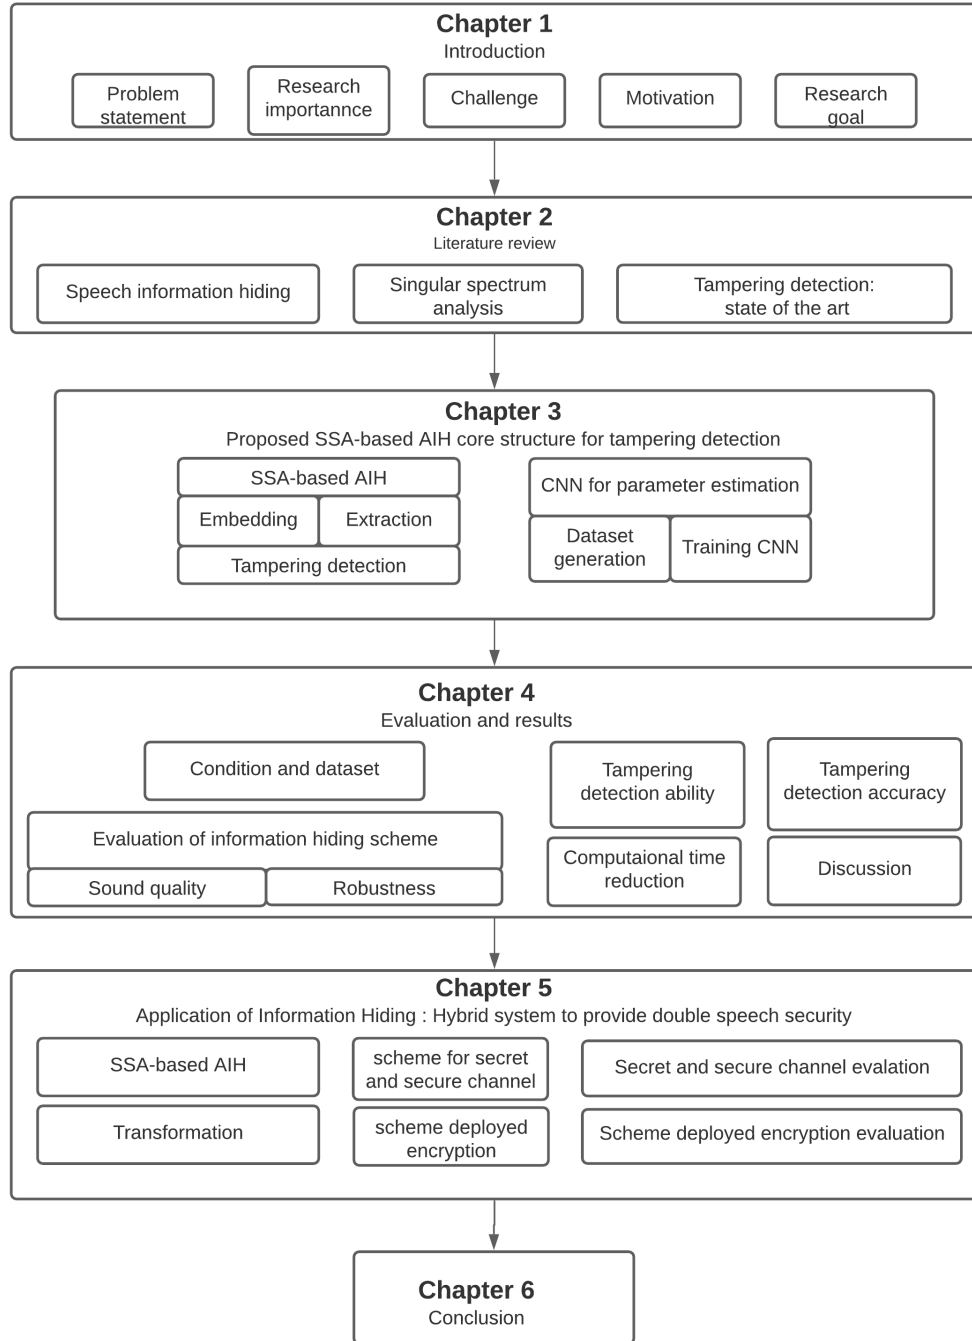 Chapter 1
Introduction
Problem
statement
Research
importannce
Challenge
Motivation
Research
goal
Chapter 2
Literature review
Speech information hiding
Singular spectrum
analysis
Tampering detection:
state of the art
Chapter 3
Proposed SSA-based AIH core structure for tampering detection
SSA-based AIH
Embedding
Extraction
Tampering detection
CNN for parameter estimation
Dataset
generation
Training CNN
Chapter 4
Evaluation and results
Condition and dataset
Evaluation of information hiding scheme
Sound quality
Robustness
Tampering
detection ability
Tampering
detection accuracy
Computaional time
reduction
Discussion
Chapter 5
Application of Information Hiding : Hybrid system to provide double speech security
SSA-based AIH
scheme for secret
and secure channel
Secret and secure channel evalation
Transformation
scheme deployed
encryption
Scheme deployed encryption evaluation
Chapter 6
Conclusion